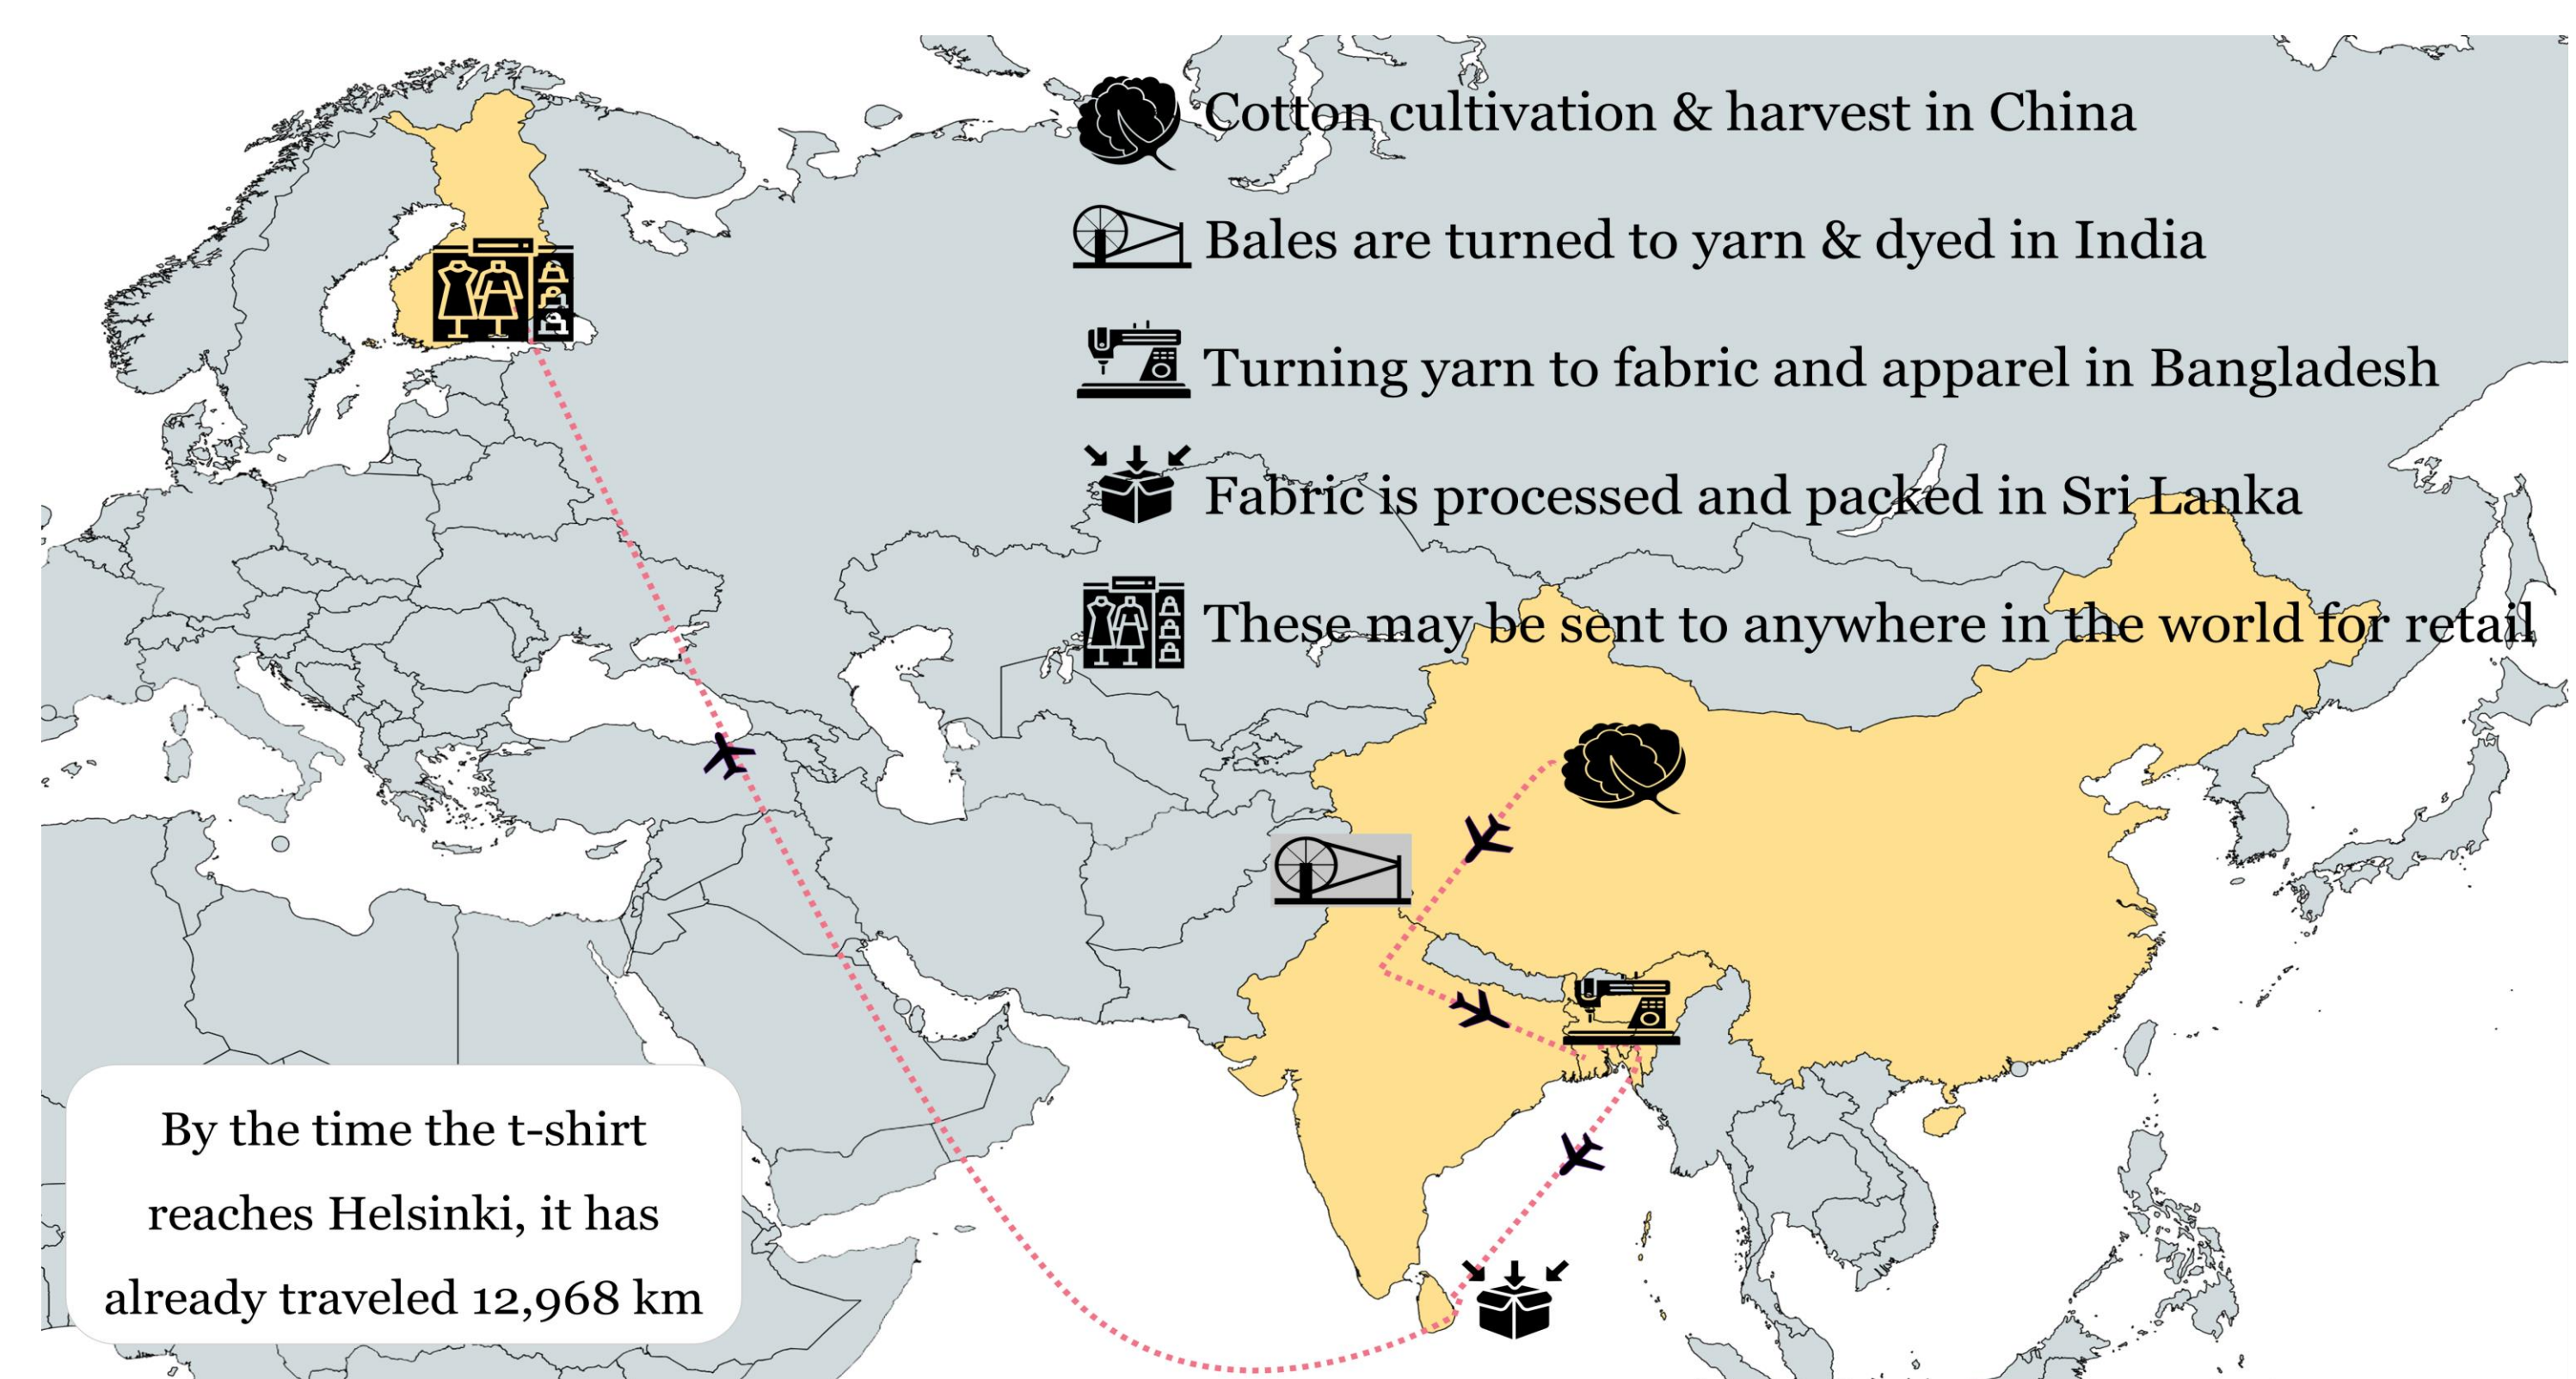 Cotton cultivation & harvest in China
Bales are turned to yarn & dyed in India
Turning yarn to fabric and apparel in Bangladesh
Fabric is processed and packed in Sri Lanka
These may be sent to anywhere in the world for retail
By the time the t-shirt
reaches Helsinki, it has
already traveled 12,968 km